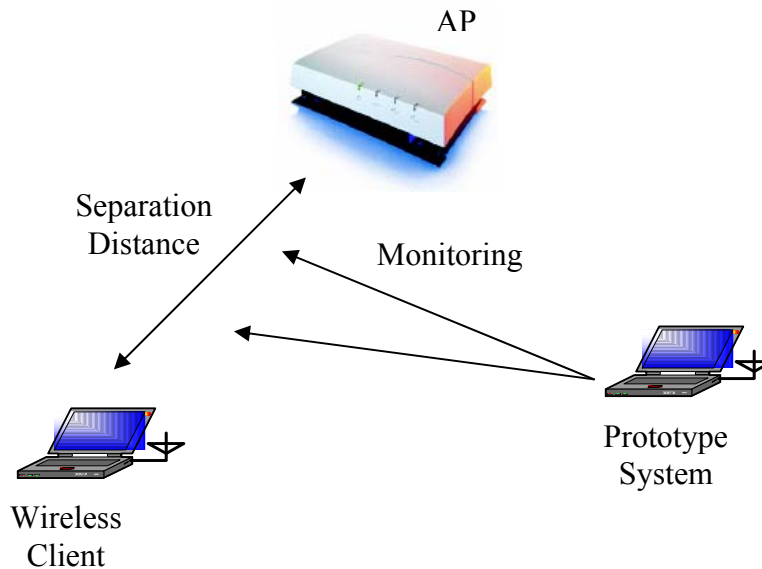 AP
Separation
Distance
Monitoring
Prototype
System
Wireless
Client